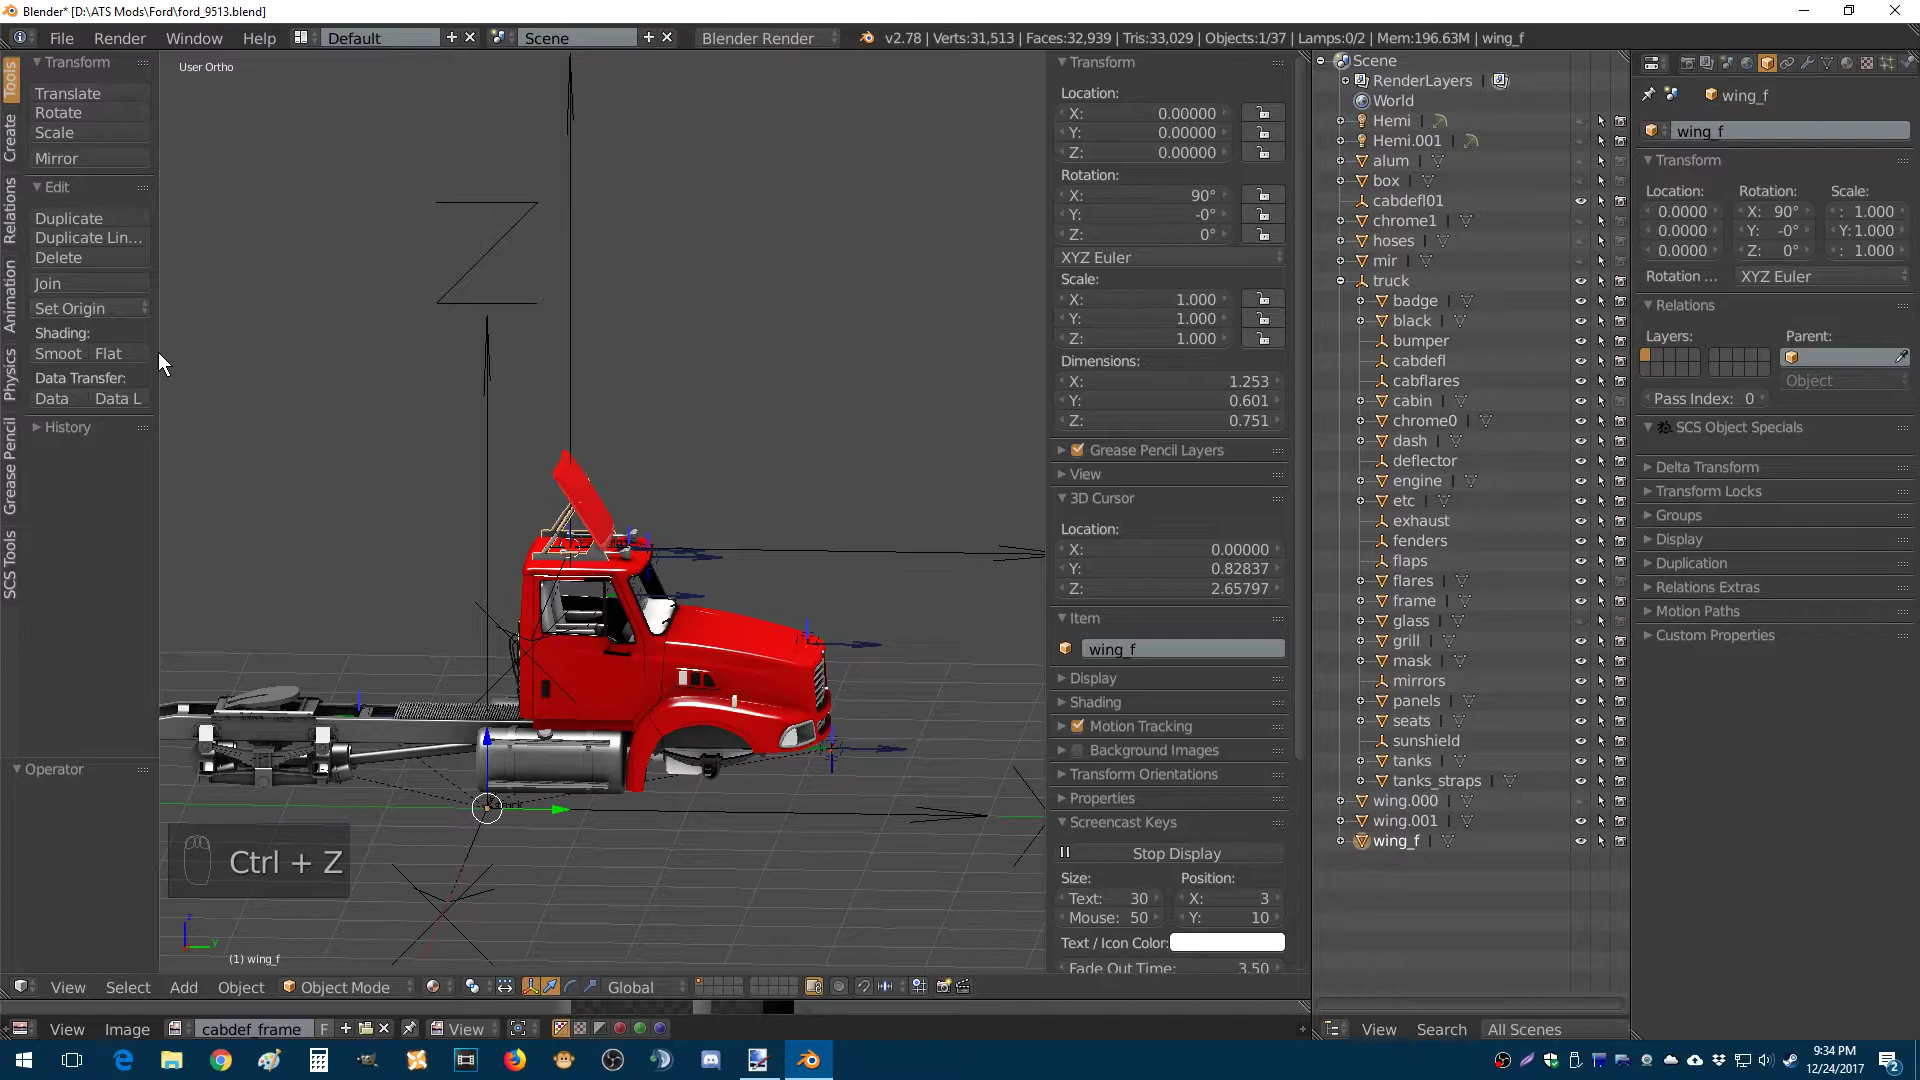 Blender* [D:\ATS Mods\Ford\ford_9513.blend]
File Render Window Help Default Scene Blender Render v2.78 | Verts:31,513 | Faces:32,939 | Tris:33,029 | Objects:1/37 | Lamps:0/2 | Mem:196.63M | wing_f
Tools
Create
Relations
Animation
Physics
Grease Pencil
SCS Tools
Transform
Translate
Rotate
Scale
Mirror
Edit
Duplicate
Duplicate Lin...
Delete
Join
Set Origin
Shading:
Smoot Flat
Data Transfer:
Data Data L
History
Operator
User Ortho
Ctrl + Z
(1) wing_f
z
y
Transform
Location:
X: 0.00000
Y: 0.00000
Z: 0.00000
Rotation:
X: 90°
Y: -0°
Z: 0°
XYZ Euler
Scale:
X: 1.000
Y: 1.000
Z: 1.000
Dimensions:
X: 1.253
Y: 0.601
Z: 0.751
Grease Pencil Layers
View
3D Cursor
Location:
X: 0.00000
Y: 0.82837
Z: 2.65797
Item
wing_f
Display
Shading
Motion Tracking
Background Images
Transform Orientations
Properties
Screencast Keys
Stop Display
Size: Position:
Text: 30 X: 3
Mouse: 50 Y: 10
Text / Icon Color:
Fade Out Time: 3.50
Scene
RenderLayers
World
Hemi
Hemi.001
alum
box
cabdefl01
chrome1
hoses
mir
truck
badge
black
bumper
cabdefl
cabflares
cabin
chrome0
dash
deflector
engine
etc
exhaust
fenders
flaps
flares
frame
glass
grill
mask
mirrors
panels
seats
sunshield
tanks
tanks_straps
wing.000
wing.001
wing_f
wing_f
wing_f
Transform
Location: Rotation: Scale:
0.0000 X: 90° : 1.000
0.0000 Y: -0° Y: 1.000
0.0000 Z: 0° : 1.000
Rotation ... XYZ Euler
Relations
Layers: Parent:
Object
Pass Index: 0
SCS Object Specials
Delta Transform
Transform Locks
Groups
Display
Duplication
Relations Extras
Motion Paths
Custom Properties
View Select Add Object Object Mode Global
View Image cabdef_frame F View
View Search All Scenes
9:34 PM
12/24/2017
2